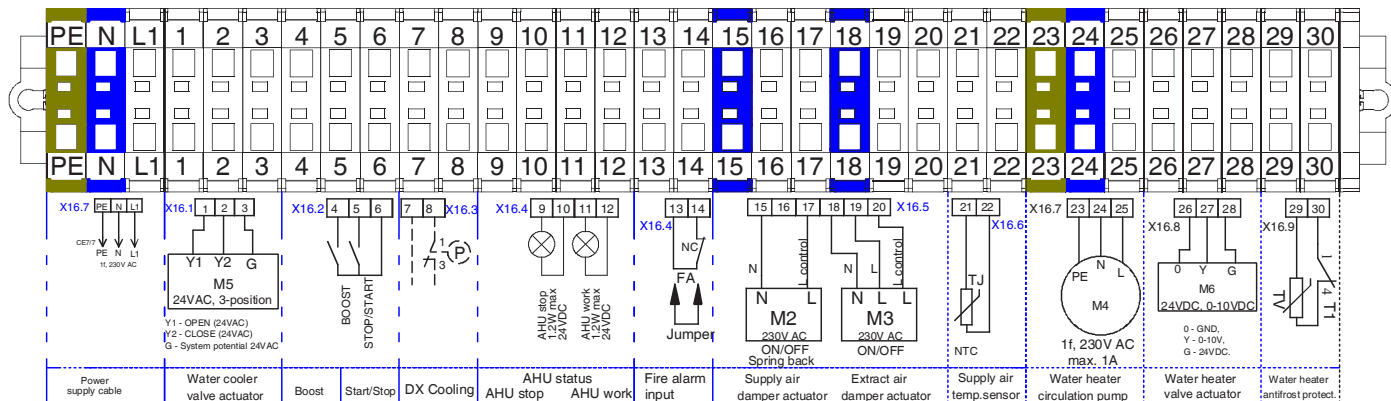 PE N L1 1 2 3 4 5 6 7 8 9 10 11 12 13 14 15 16 17 18 19 20 21 22 23 24 25 26 27 28 29 30
PE N L1 1 2 3 4 5 6 7 8 9 10 11 12 13 14 15 16 17 18 19 20 21 22 23 24 25 26 27 28 29 30
X16.7 PE N L1
CE7/7
PE N L1
1f, 230V AC
Power
supply cable
X16.1 1 2 3
Y1 Y2 G
M5
24VAC, 3-position
Y1 - OPEN (24VAC)
Y2 - CLOSE (24VAC)
G - System potential 24VAC
Water cooler
valve actuator
X16.2 4 5 6
BOOST
STOP/START
Boost
Start/Stop
7 8 X16.3
1
P
3
DX Cooling
X16.4 9 10 11 12
AHU stop
1,2W max
24VDC
AHU work
1,2W max
24VDC
AHU status
AHU stop AHU work
13 14
X16.4
NC
FA
Jumper
Fire alarm
input
15 16 17 18 19 20 X16.5
N
L control
N
L
L control
N L
M2
230V AC
ON/OFF
Spring back
N L L
M3
230V AC
ON/OFF
Supply air
damper actuator
Extract air
damper actuator
21 22
X16.6
TJ
NTC
Supply air
temp.sensor
X16.7
23 24 25
PE N L
M4
1f, 230V AC
max. 1A
Water heater
circulation pump
26 27 28
X16.8
0 Y G
M6
24VDC, 0-10VDC
0 - GND,
Y - 0-10V,
G - 24VDC.
Water heater
valve actuator
29 30
X16.9
TV
1
4
T1
Water heater
antifrost protect.